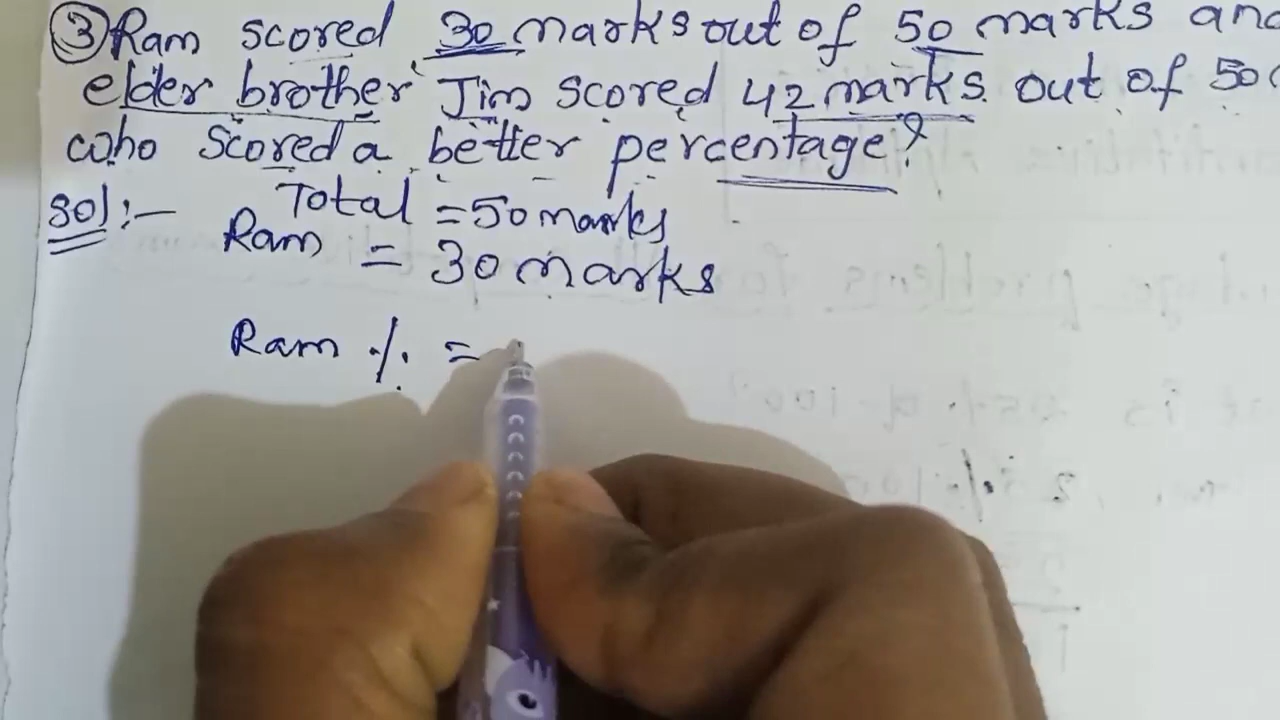 ③ Ram scored 30 marks out of 50 marks and
elder brother Jim scored 42 marks out of 50
who scored a better percentage?
Sol:- Total = 50 marks
Ram = 30 marks
Ram % =